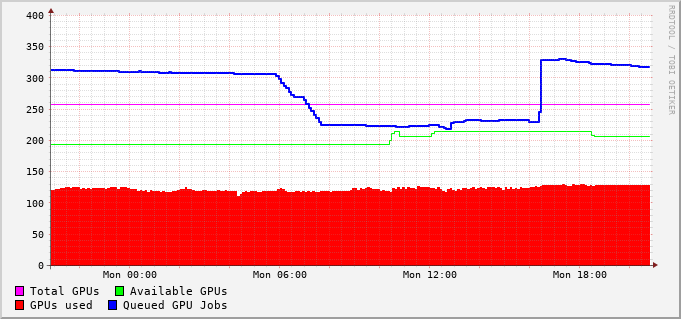 400
350
300
250
200
150
100
50
0
Mon 00:00 Mon 06:00 Mon 12:00 Mon 18:00
Total GPUs Available GPUs
GPUs used Queued GPU Jobs
RRDTOOL / TOBI OETIKER